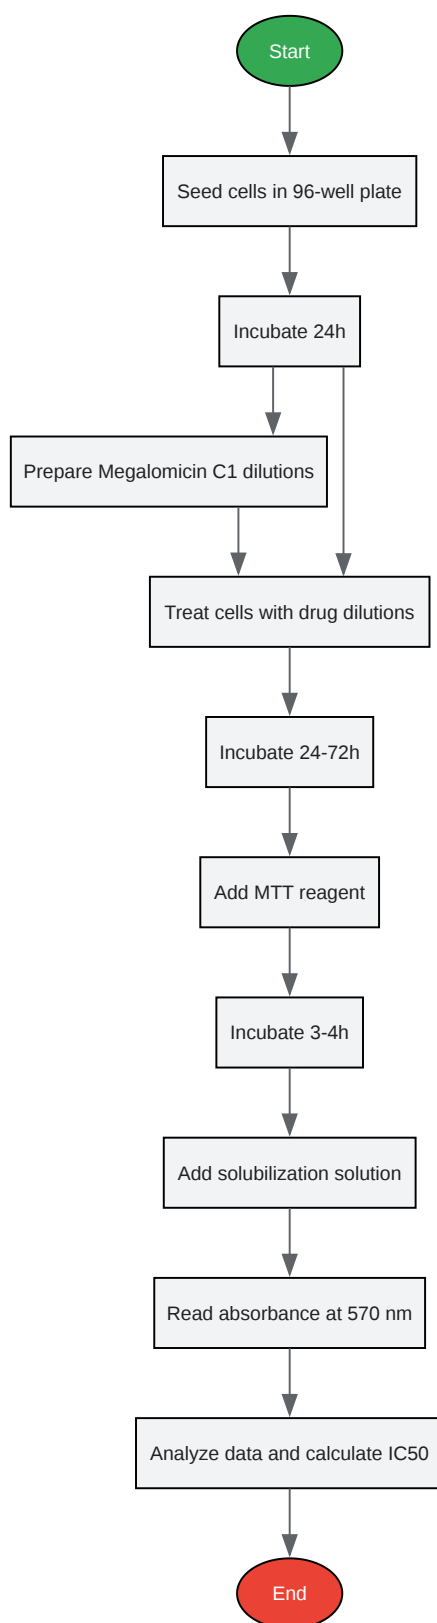 Start
Seed cells in 96-well plate
Incubate 24h
Prepare Megalomicin C1 dilutions
Treat cells with drug dilutions
Incubate 24-72h
Add MTT reagent
Incubate 3-4h
Add solubilization solution
Read absorbance at 570 nm
Analyze data and calculate IC50
End